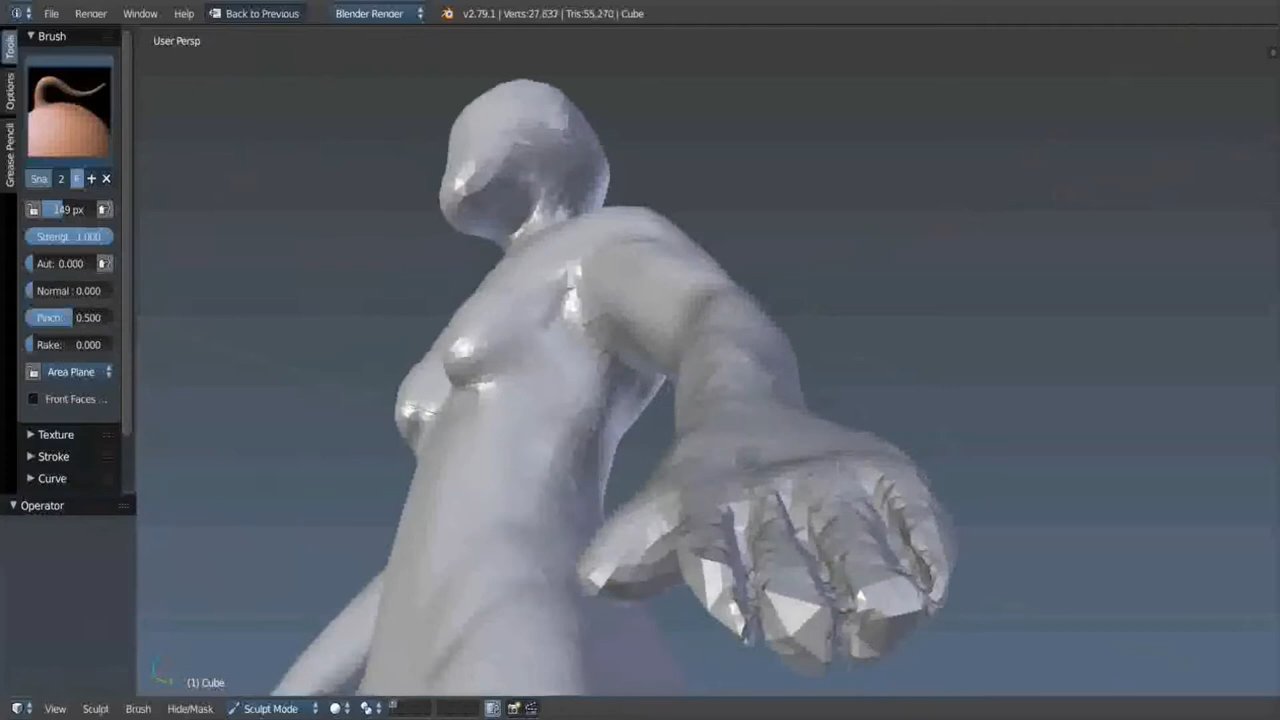 File Render Window Help Back to Previous Blender Render v2.79.1 | Verts:27,637 | Tris:55,270 | Cube
Tools
Options
Grease Pencil
Brush
User Persp
Sna 2 F
149 px
Strengt 1.000
Aut: 0.000
Normal: 0.000
Pinch: 0.500
Rake: 0.000
Area Plane
Front Faces ...
Texture
Stroke
Curve
Operator
(1) Cube
View Sculpt Brush Hide/Mask Sculpt Mode